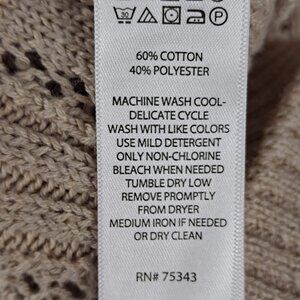 30
60% COTTON
40% POLYESTER
MACHINE WASH COOL-
DELICATE CYCLE
WASH WITH LIKE COLORS
USE MILD DETERGENT
ONLY NON-CHLORINE
BLEACH WHEN NEEDED
TUMBLE DRY LOW
REMOVE PROMPTLY
FROM DRYER
MEDIUM IRON IF NEEDED
OR DRY CLEAN
RN# 75343